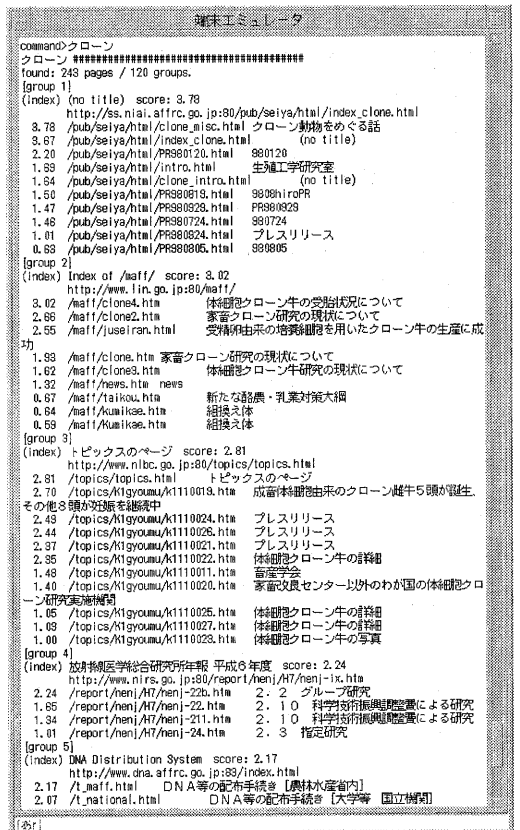 端末エミュレータ
command>クローン
クローン ########################################
found: 243 pages / 120 groups.
[group 1]
(index) (no title) score: 3.78
http://ss.niai.affrc.go.jp:80/pub/seiya/html/index_clone.html
3.78 /pub/seiya/html/clone_misc.html クローン動物をめぐる話
3.67 /pub/seiya/html/index_clone.html (no title)
2.20 /pub/seiya/html/PR980120.html 980120
1.69 /pub/seiya/html/intro.html 生殖工学研究室
1.64 /pub/seiya/html/clone_intro.html (no title)
1.50 /pub/seiya/html/PR980819.html 9808hiroPR
1.47 /pub/seiya/html/PR980929.html PR980929
1.46 /pub/seiya/html/PR980724.html 980724
1.01 /pub/seiya/html/PR980824.html プレスリリース
0.63 /pub/seiya/html/PR980805.html 980805
[group 2]
(index) Index of /maff/ score: 3.02
http://www.lin.go.jp:80/maff/
3.02 /maff/clone4.htm 体細胞クローン牛の受胎状況について
2.66 /maff/clone2.htm 家畜クローン研究の現状について
2.55 /maff/juseiran.html 受精卵由来の培養細胞を用いたクローン牛の生産に成
功
1.93 /maff/clone.htm 家畜クローン研究の現状について
1.62 /maff/clone3.htm 体細胞クローン牛研究の現状について
1.32 /maff/news.htm news
0.67 /maff/taikou.htm 新たな酪農・乳業対策大綱
0.64 /maff/kumikae.htm 組換え体
0.59 /maff/Kumikae.htm 組換え体
[group 3]
(index) トピックスのページ score: 2.81
http://www.nlbc.go.jp:80/topics/topics.html
2.81 /topics/topics.html トピックスのページ
2.70 /topics/K1gyoumu/k1110019.htm 成畜体細胞由来のクローン雌牛5頭が誕生、
その他8頭が妊娠を継続中
2.49 /topics/K1gyoumu/k1110024.htm プレスリリース
2.44 /topics/K1gyoumu/k1110026.htm プレスリリース
2.37 /topics/K1gyoumu/k1110021.htm プレスリリース
2.35 /topics/K1gyoumu/k1110022.htm 体細胞クローン牛の詳細
1.48 /topics/K1gyoumu/k1110011.htm 畜産学会
1.40 /topics/K1gyoumu/k1110020.htm 家畜改良センター以外のわが国の体細胞クロ
ーン研究実施機関
1.05 /topics/K1gyoumu/k1110025.htm 体細胞クローン牛の詳細
1.03 /topics/K1gyoumu/k1110027.htm 体細胞クローン牛の詳細
1.00 /topics/K1gyoumu/k1110023.htm 体細胞クローン牛の写真
[group 4]
(index) 放射線医学総合研究所年報 平成6年度 score: 2.24
http://www.nirs.go.jp:80/report/nenj/H7/henj-ix.htm
2.24 /report/nenj/H7/henj-22b.htm 2.2 グループ研究
1.65 /report/nenj/H7/henj-22.htm 2.10 科学技術振興調整費による研究
1.34 /report/nenj/H7/henj-211.htm 2.10 科学技術振興調整費による研究
1.01 /report/nenj/H7/henj-24.htm 2.3 指定研究
[group 5]
(index) DNA Distribution System score: 2.17
http://www.dna.affrc.go.jp:83/index.html
2.17 /t_maff.html DNA等の配布手続き [農林水産省内]
2.07 /t_national.html DNA等の配布手続き [大学等 国立機関]
[あr]